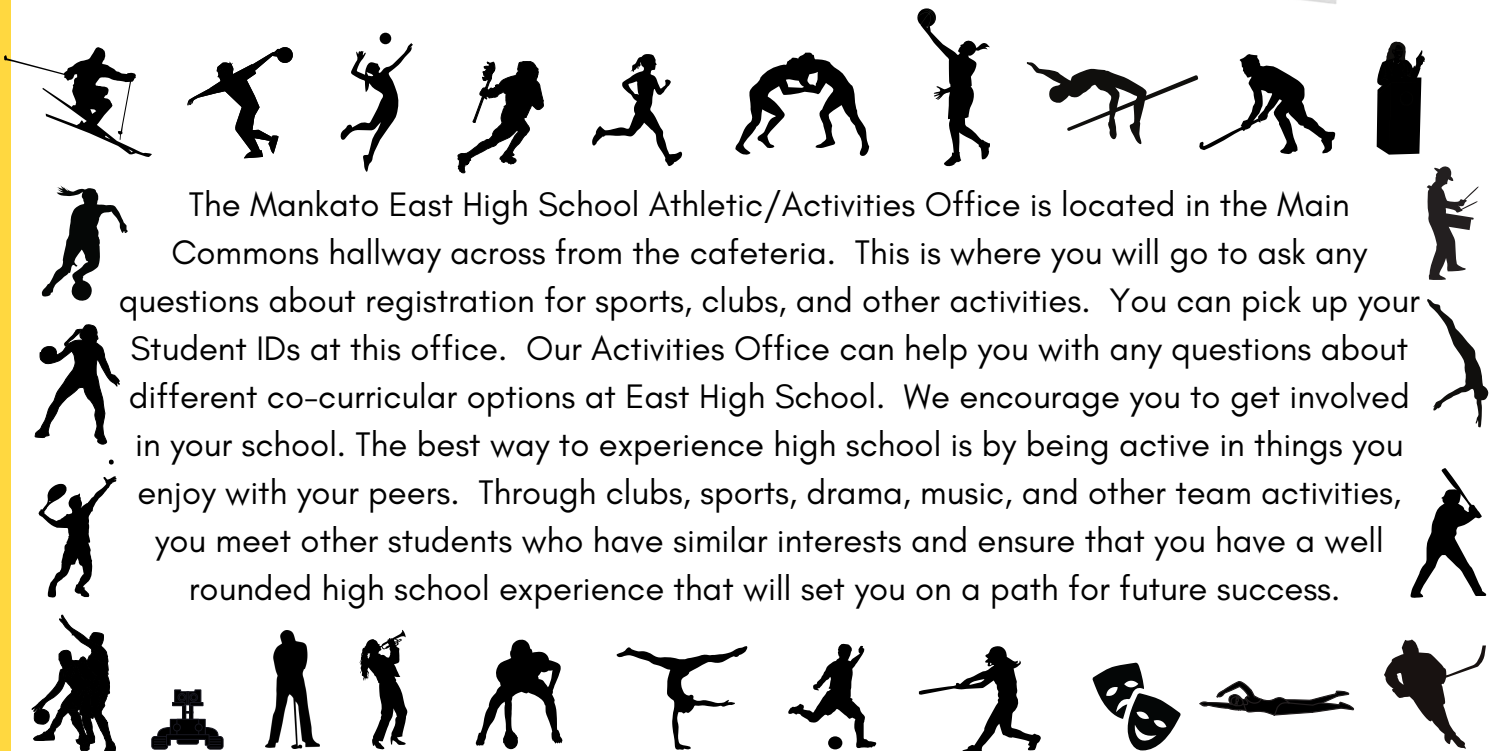 The Mankato East High School Athletic/Activities Office is located in the Main
Commons hallway across from the cafeteria.  This is where you will go to ask any
questions about registration for sports, clubs, and other activities.  You can pick up your
Student IDs at this office.  Our Activities Office can help you with any questions about
different co-curricular options at East High School.  We encourage you to get involved
in your school. The best way to experience high school is by being active in things you
enjoy with your peers.  Through clubs, sports, drama, music, and other team activities,
you meet other students who have similar interests and ensure that you have a well
rounded high school experience that will set you on a path for future success.